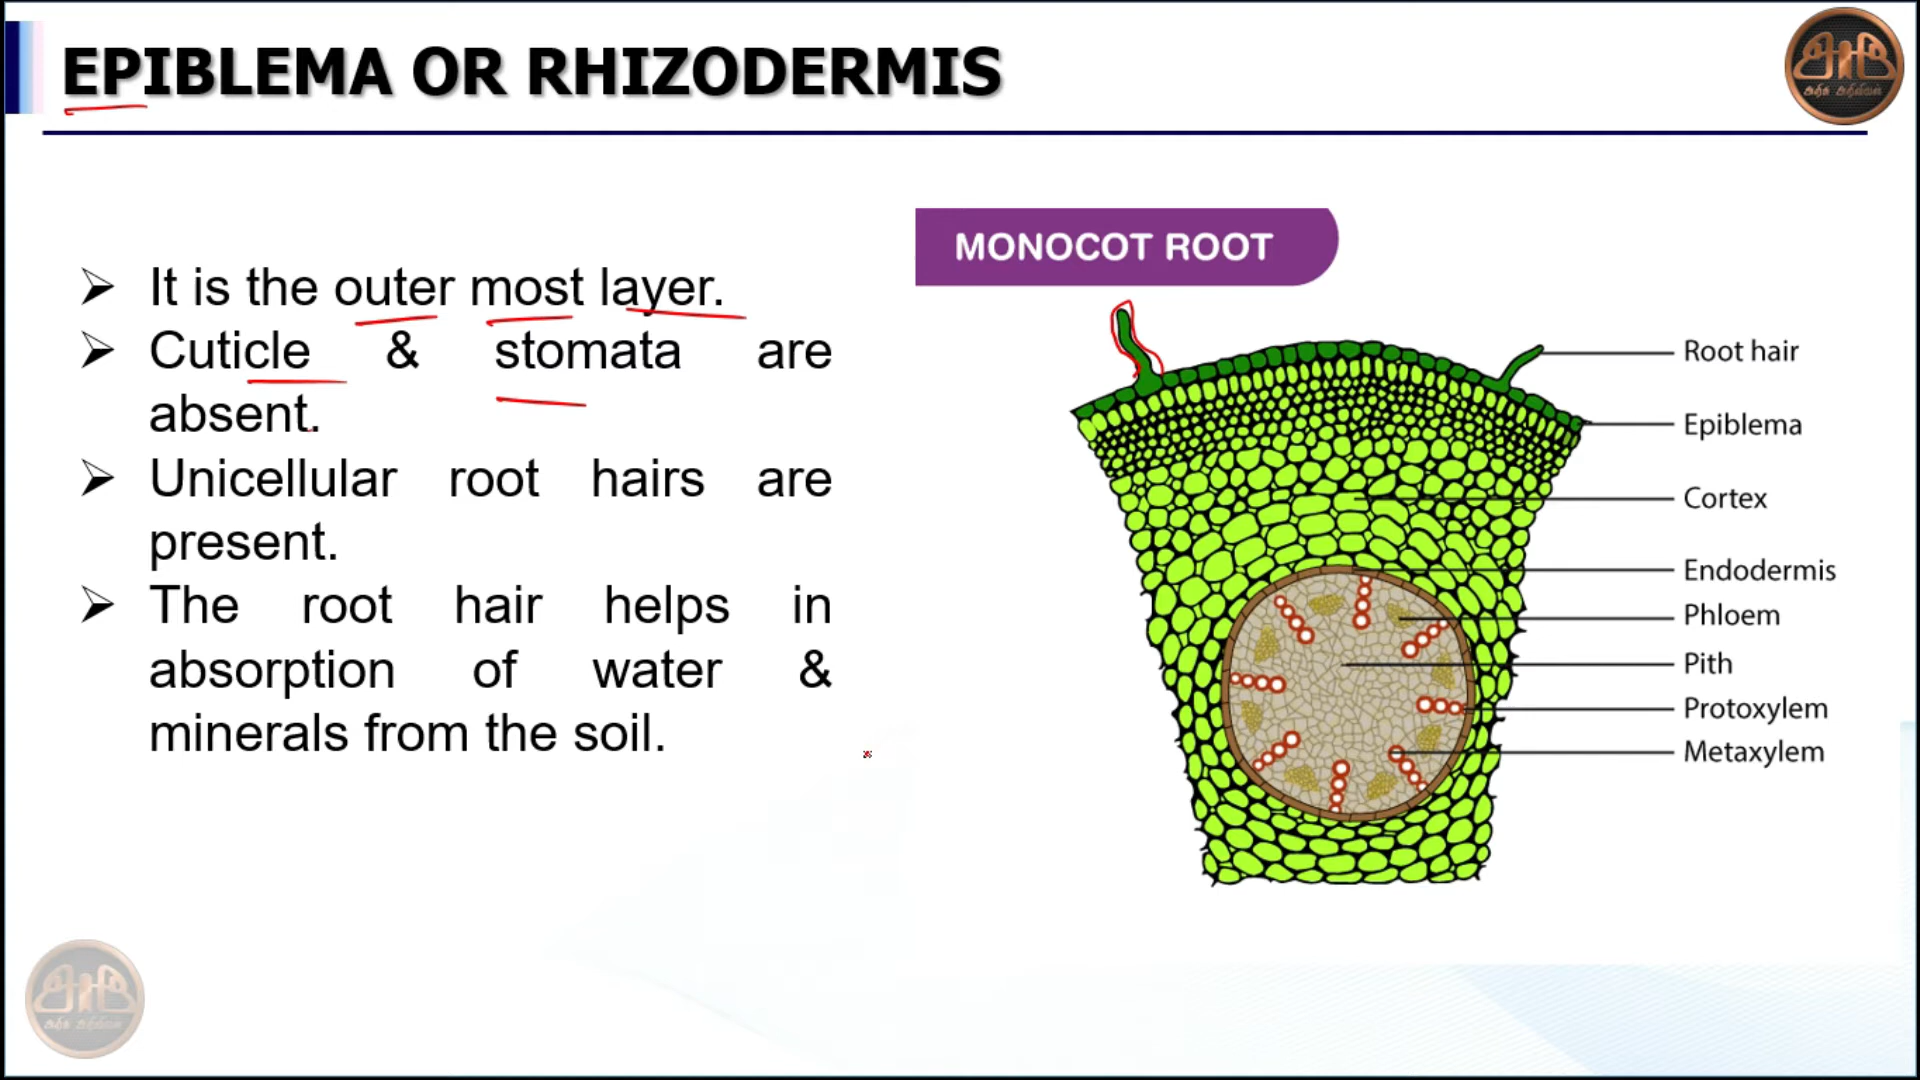 EPIBLEMA OR RHIZODERMIS
It is the outer most layer.
Cuticle & stomata are
absent.
Unicellular root hairs are
present.
The root hair helps in
absorption of water &
minerals from the soil.
MONOCOT ROOT
Root hair
Epiblema
Cortex
Endodermis
Phloem
Pith
Protoxylem
Metaxylem